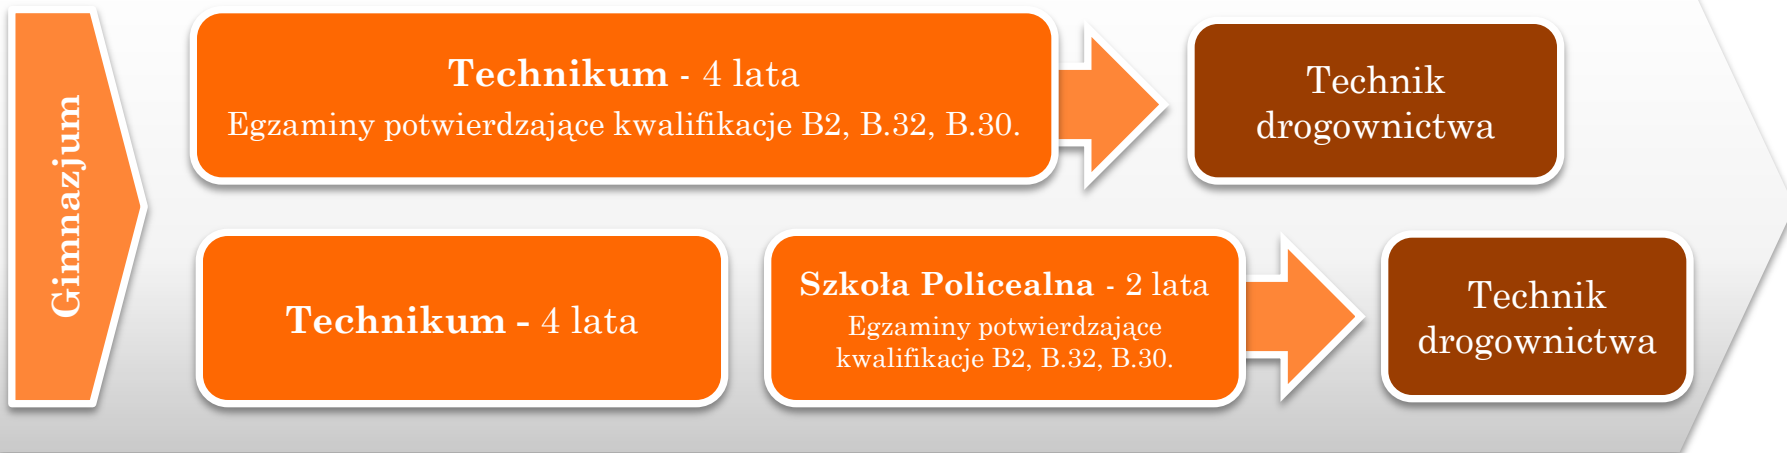 Gimnazjum
Technikum - 4 lata
Egzaminy potwierdzające kwalifikacje B2, B.32, B.30.
Technik
drogownictwa
Technikum - 4 lata
Szkoła Policealna - 2 lata
Egzaminy potwierdzające
kwalifikacje B2, B.32, B.30.
Technik
drogownictwa